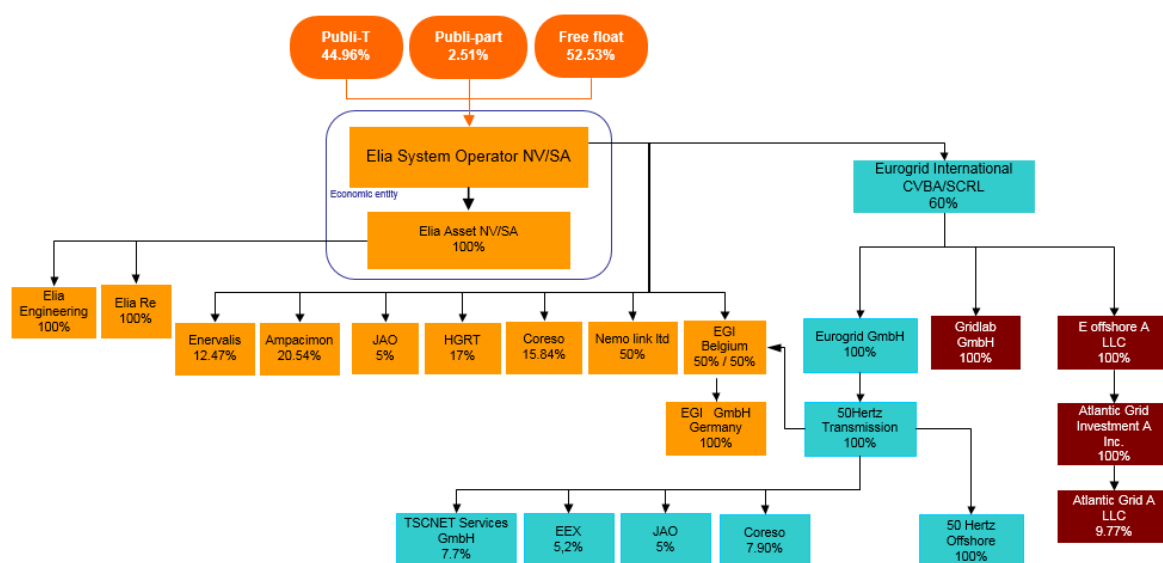 Publi-T
44.96%
Publi-part
2.51%
Free float
52.53%
Elia System Operator NV/SA
Economic entity
Elia Asset NV/SA
100%
Eurogrid International
CVBA/SCRL
60%
Elia
Engineering
100%
Elia Re
100%
Enervalis
12.47%
Ampacimon
20.54%
JAO
5%
HGRT
17%
Coreso
15.84%
Nemo link ltd
50%
EGI
Belgium
50% / 50%
Eurogrid GmbH
100%
Gridlab
GmbH
100%
E offshore A
LLC
100%
EGI GmbH
Germany
100%
50Hertz
Transmission
100%
Atlantic Grid
Investment A
Inc.
100%
TSCNET Services
GmbH
7.7%
EEX
5,2%
JAO
5%
Coreso
7.90%
50 Hertz
Offshore
100%
Atlantic Grid A
LLC
9.77%